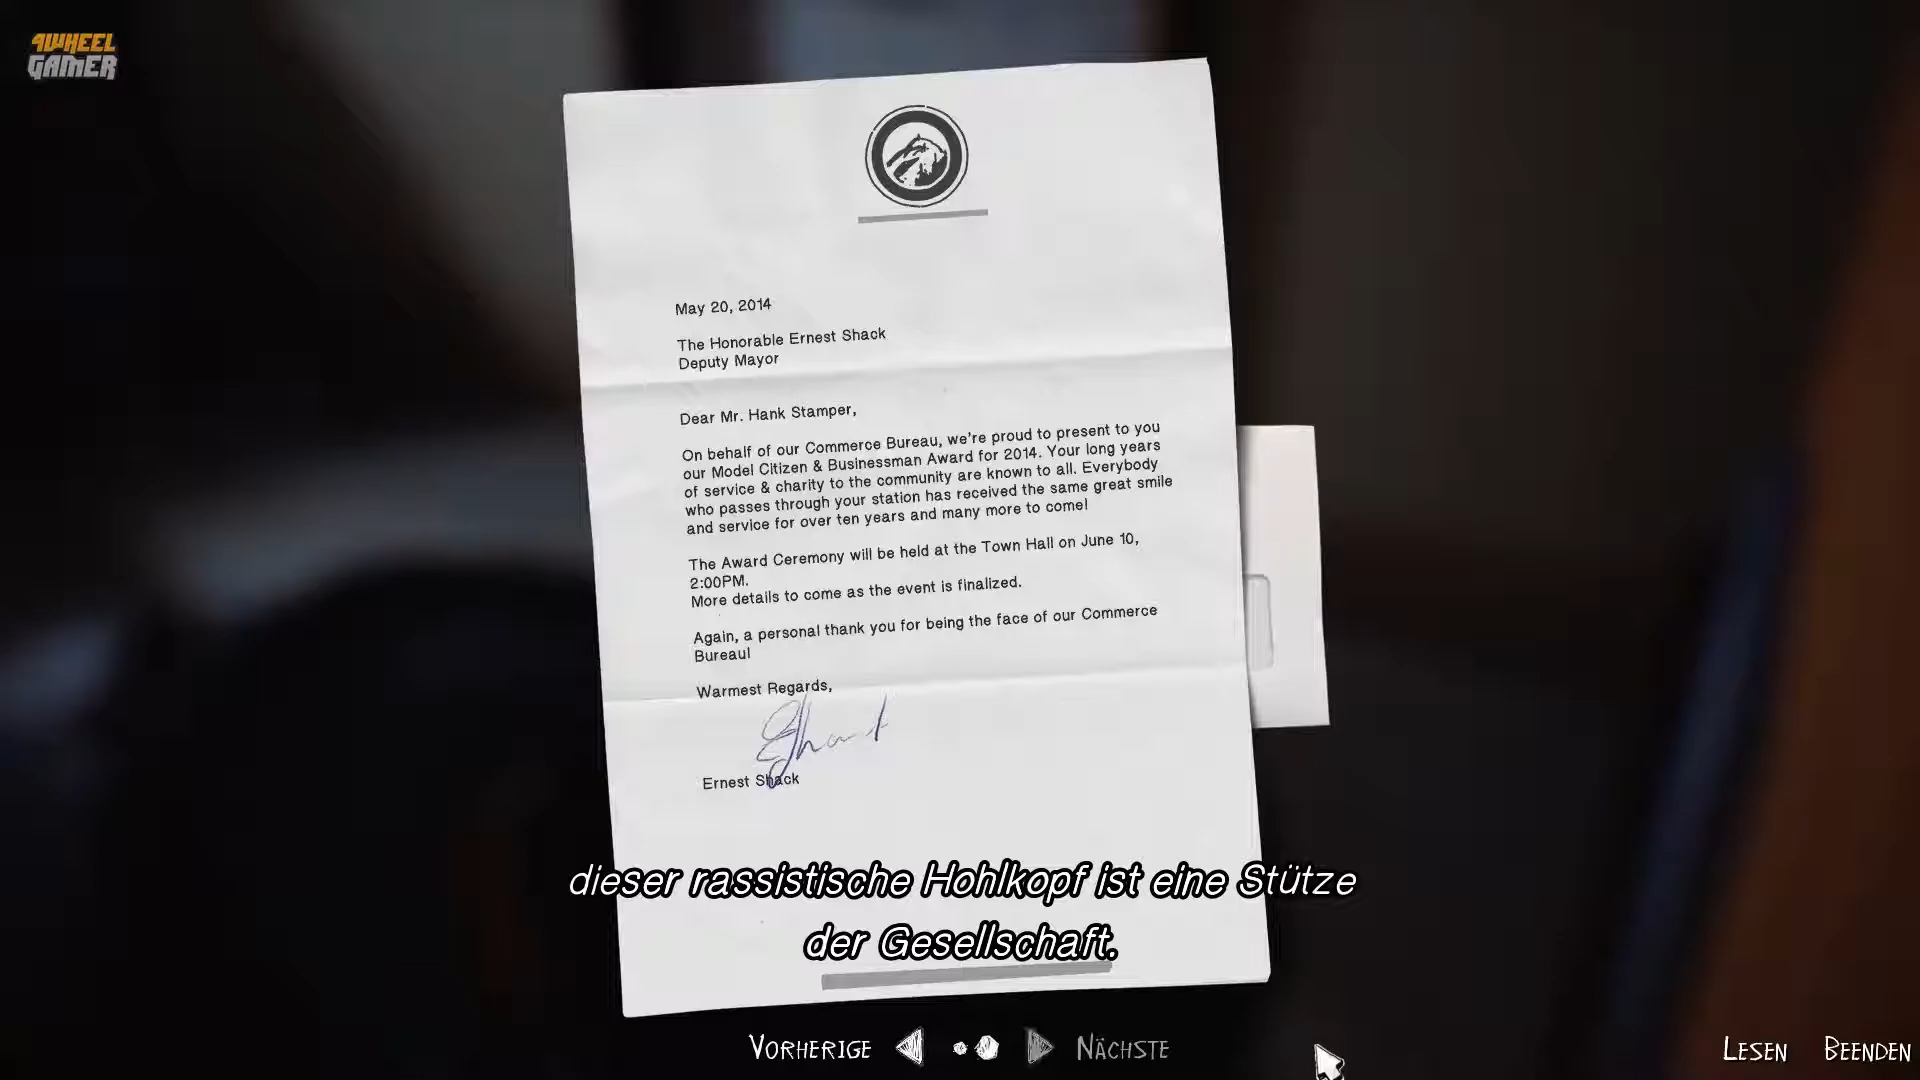 4WHEEL
GAMER
May 20, 2014
The Honorable Ernest Shack
Deputy Mayor
Dear Mr. Hank Stamper,
On behalf of our Commerce Bureau, we're proud to present to you
our Model Citizen & Businessman Award for 2014. Your long years
of service & charity to the community are known to all. Everybody
who passes through your station has received the same great smile
and service for over ten years and many more to come!
The Award Ceremony will be held at the Town Hall on June 10,
2:00PM.
More details to come as the event is finalized.
Again, a personal thank you for being the face of our Commerce
Bureau!
Warmest Regards,
Ernest Shack
dieser rassistische Hohlkopf ist eine Stütze
der Gesellschaft.
VORHERIGE
NÄCHSTE
LESEN
BEENDEN